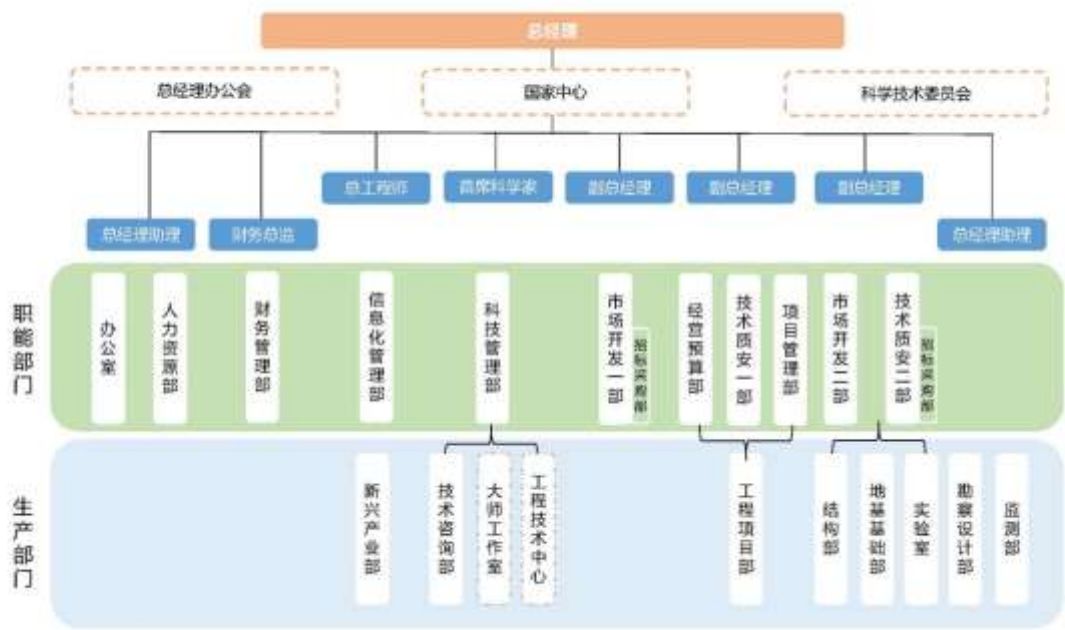 总经理
总经理办公会
国家中心
科学技术委员会
总工程师
首席科学家
副总经理
副总经理
副总经理
总经理助理
财务总监
总经理助理
职能部门
办公室
人力资源部
财务管理部
信息化管理部
科技管理部
市场开发一部
招标采购部
经营预算部
技术质安一部
项目管理部
市场开发二部
技术质安二部
招标采购部
生产部门
新兴产业部
技术咨询部
大师工作室
工程技术中心
工程项目部
结构部
地基基础部
实验室
勘察设计部
监测部